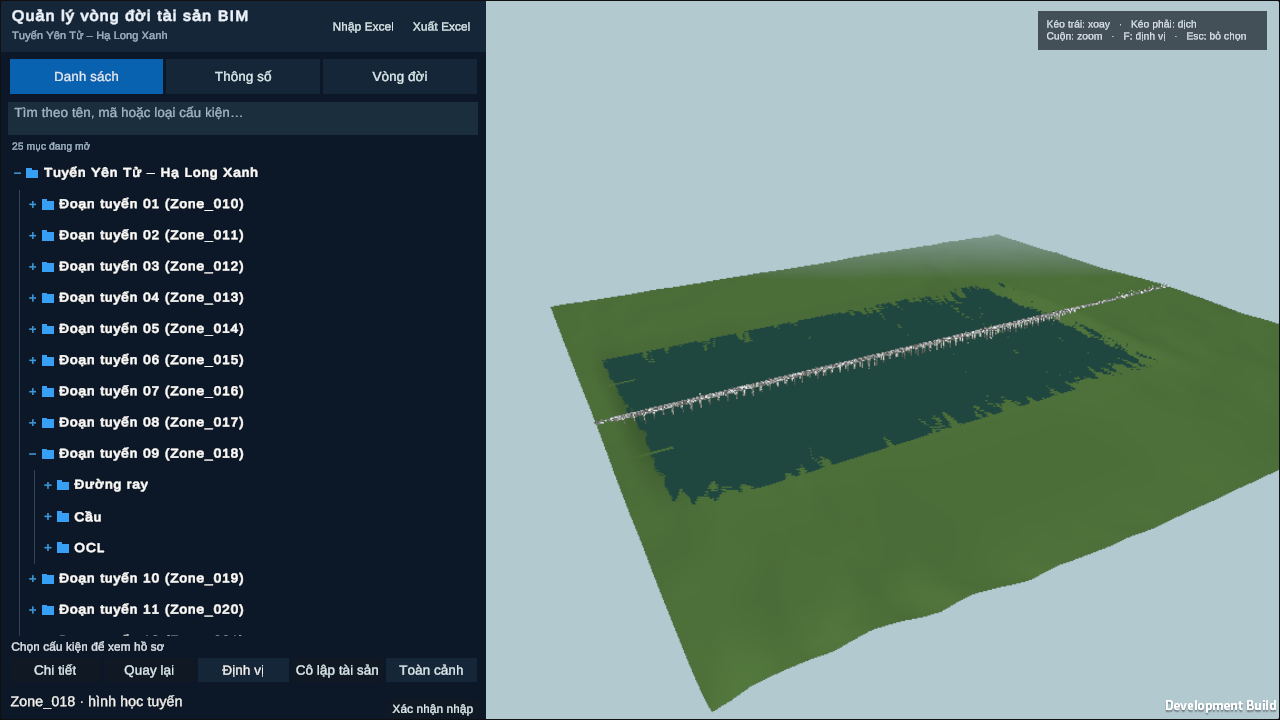 Quản lý vòng đời tài sản BIM
Tuyến Yên Tử – Hạ Long Xanh
Nhập Excel
Xuất Excel
Danh sách
Thông số
Vòng đời
Tìm theo tên, mã hoặc loại cấu kiện...
25 mục đang mở
Tuyến Yên Tử – Hạ Long Xanh
Đoạn tuyến 01 (Zone_010)
Đoạn tuyến 02 (Zone_011)
Đoạn tuyến 03 (Zone_012)
Đoạn tuyến 04 (Zone_013)
Đoạn tuyến 05 (Zone_014)
Đoạn tuyến 06 (Zone_015)
Đoạn tuyến 07 (Zone_016)
Đoạn tuyến 08 (Zone_017)
Đoạn tuyến 09 (Zone_018)
Đường ray
Cầu
OCL
Đoạn tuyến 10 (Zone_019)
Đoạn tuyến 11 (Zone_020)
Chọn cấu kiện để xem hồ sơ
Chi tiết
Quay lại
Định vị
Cô lập tài sản
Toàn cảnh
Zone_018 · hình học tuyến
Xác nhận nhập
Kéo trái: xoay · Kéo phải: dịch
Cuộn: zoom · F: định vị · Esc: bỏ chọn
Development Build